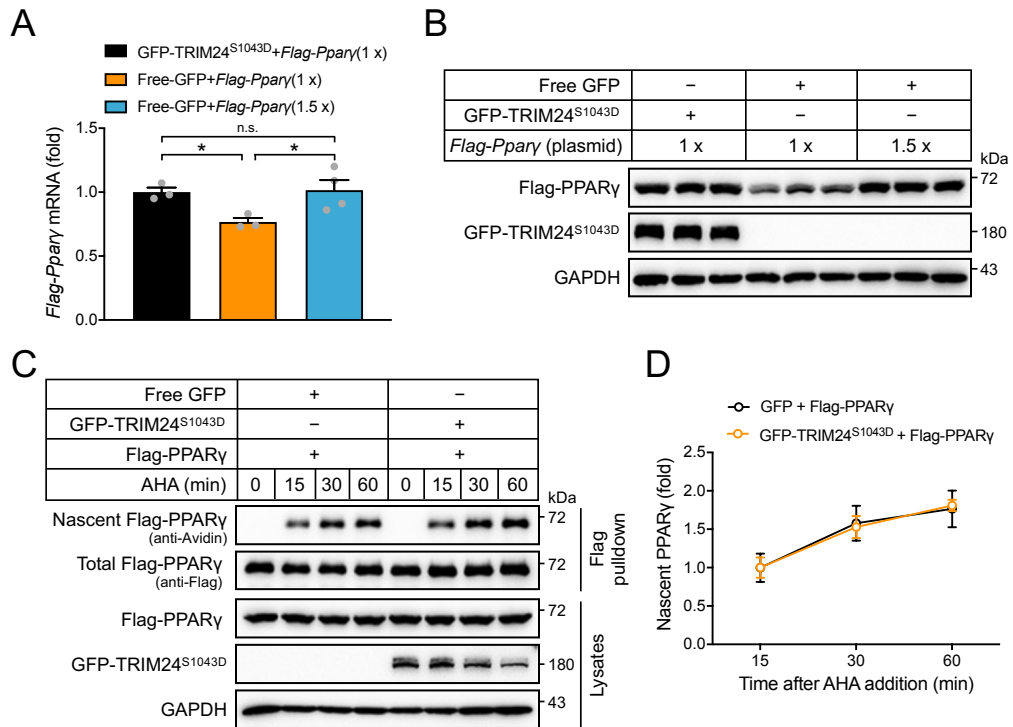 A
GFP-TRIM24S1043D+Flag-Pparγ(1 x)
Free-GFP+Flag-Pparγ(1 x)
Free-GFP+Flag-Pparγ(1.5 x)
Flag-Pparγ mRNA (fold)
1.5
1.0
0.5
0.0
n.s.
*
*
B
Free GFP – + +
GFP-TRIM24S1043D + – –
Flag-Pparγ (plasmid) 1 x 1 x 1.5 x
kDa
Flag-PPARγ 72
GFP-TRIM24S1043D 180
GAPDH 43
C
Free GFP + –
GFP-TRIM24S1043D – +
Flag-PPARγ + +
AHA (min) 0 15 30 60 0 15 30 60
kDa
Nascent Flag-PPARγ 72
(anti-Avidin)
Total Flag-PPARγ 72
(anti-Flag)
Flag
pulldown
Flag-PPARγ 72
GFP-TRIM24S1043D 180
GAPDH 43
Lysates
D
GFP + Flag-PPARγ
GFP-TRIM24S1043D + Flag-PPARγ
Nascent PPARγ (fold)
2.5
2.0
1.5
1.0
0.5
0.0
15 30 60
Time after AHA addition (min)